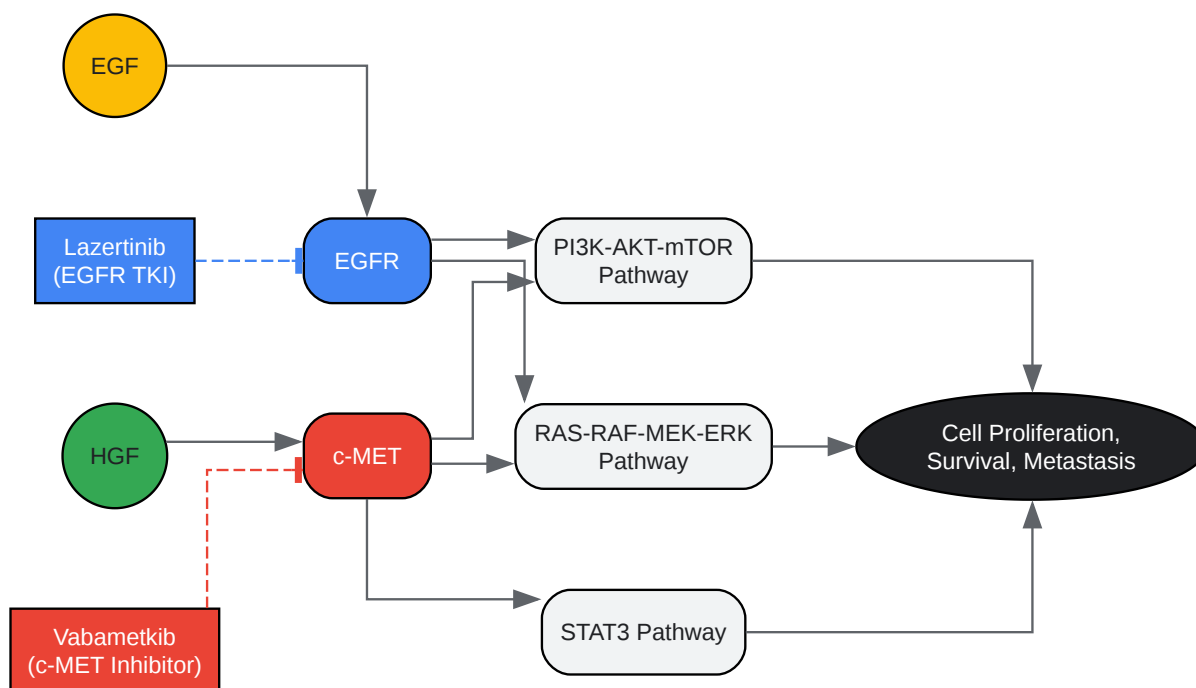 EGF
Lazertinib
(EGFR TKI)
EGFR
PI3K-AKT-mTOR
Pathway
HGF
c-MET
RAS-RAF-MEK-ERK
Pathway
Cell Proliferation,
Survival, Metastasis
Vabametkib
(c-MET Inhibitor)
STAT3 Pathway